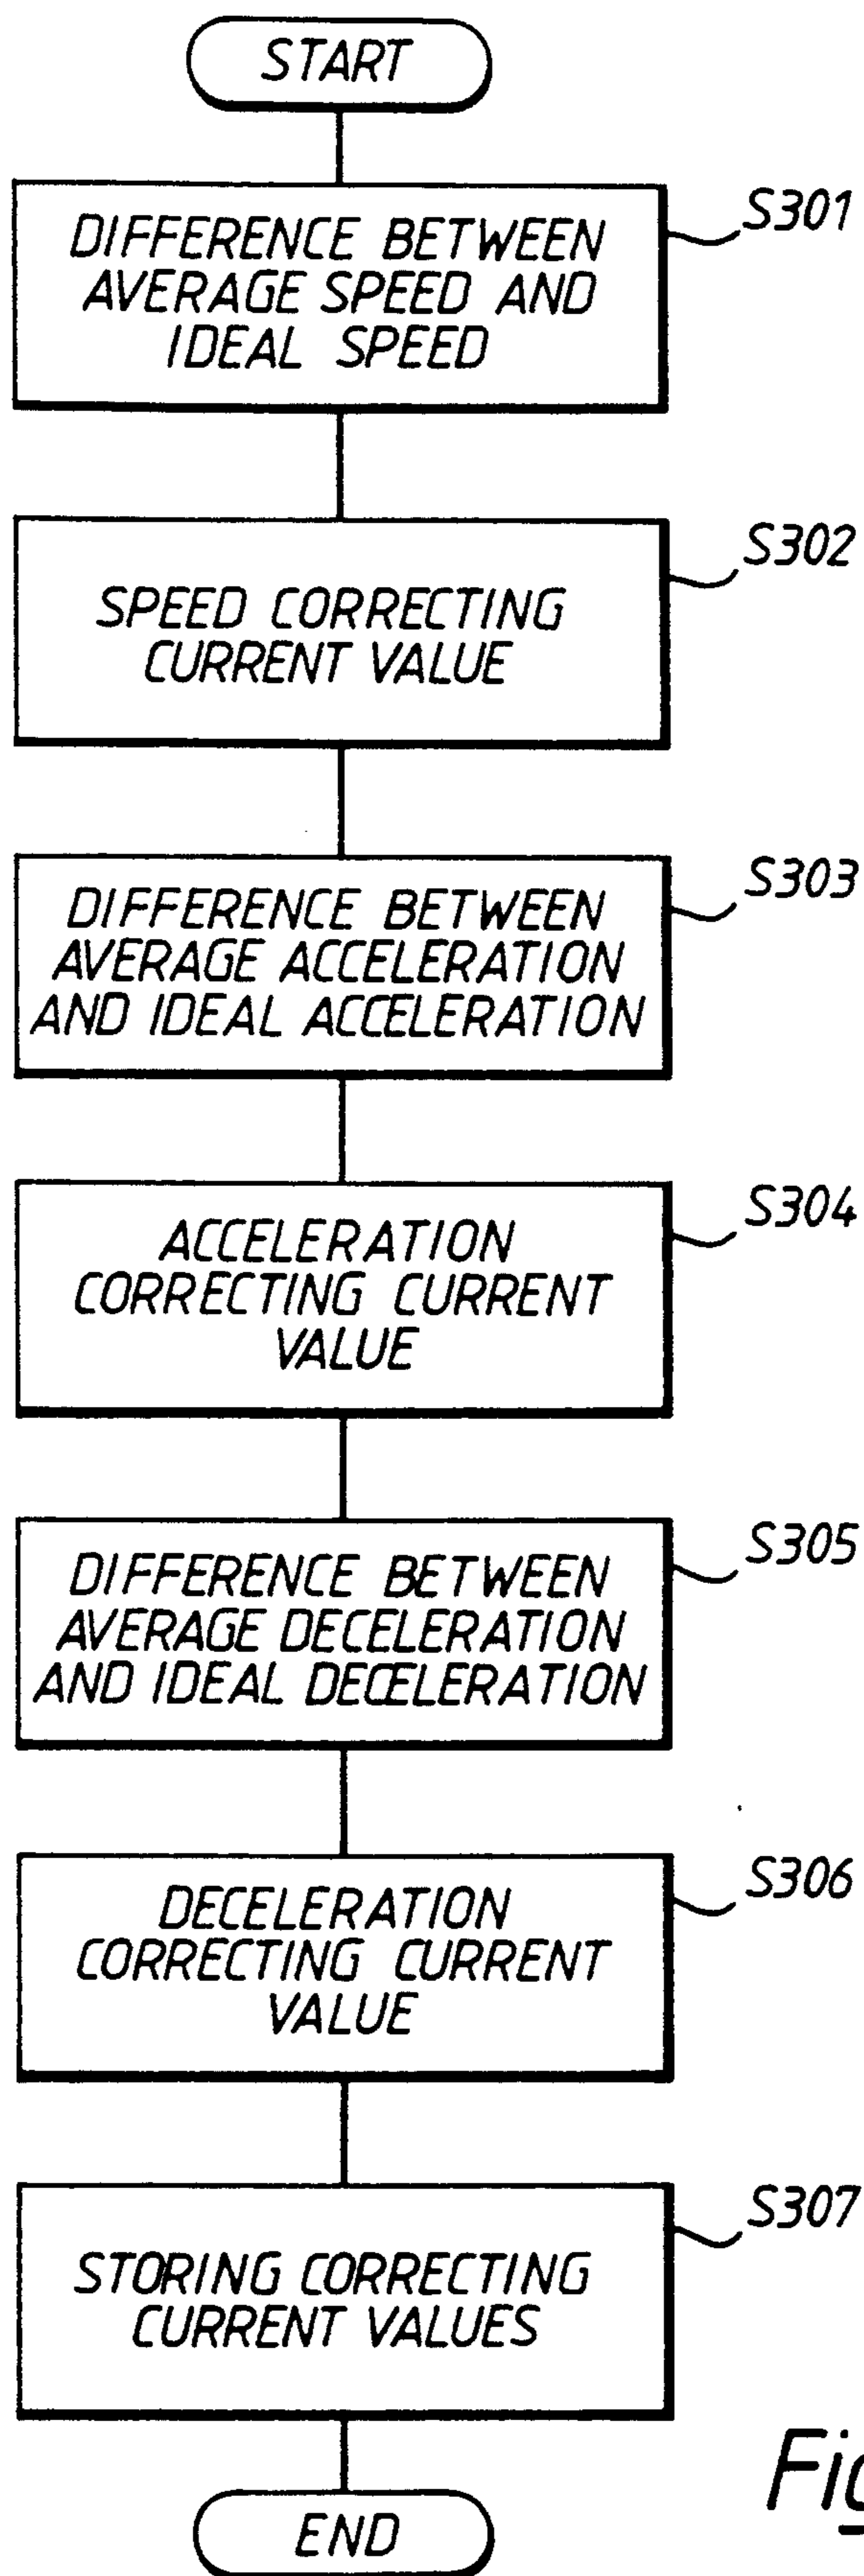 START
S301
DIFFERENCE BETWEEN
AVERAGE SPEED AND
IDEAL SPEED
S302
SPEED CORRECTING
CURRENT VALUE
S303
DIFFERENCE BETWEEN
AVERAGE ACCELERATION
AND IDEAL ACCELERATION
S304
ACCELERATION
CORRECTING CURRENT
VALUE
S305
DIFFERENCE BETWEEN
AVERAGE DECELERATION
AND IDEAL DECELERATION
S306
DECELERATION
CORRECTING CURRENT
VALUE
S307
STORING CORRECTING
CURRENT VALUES
END